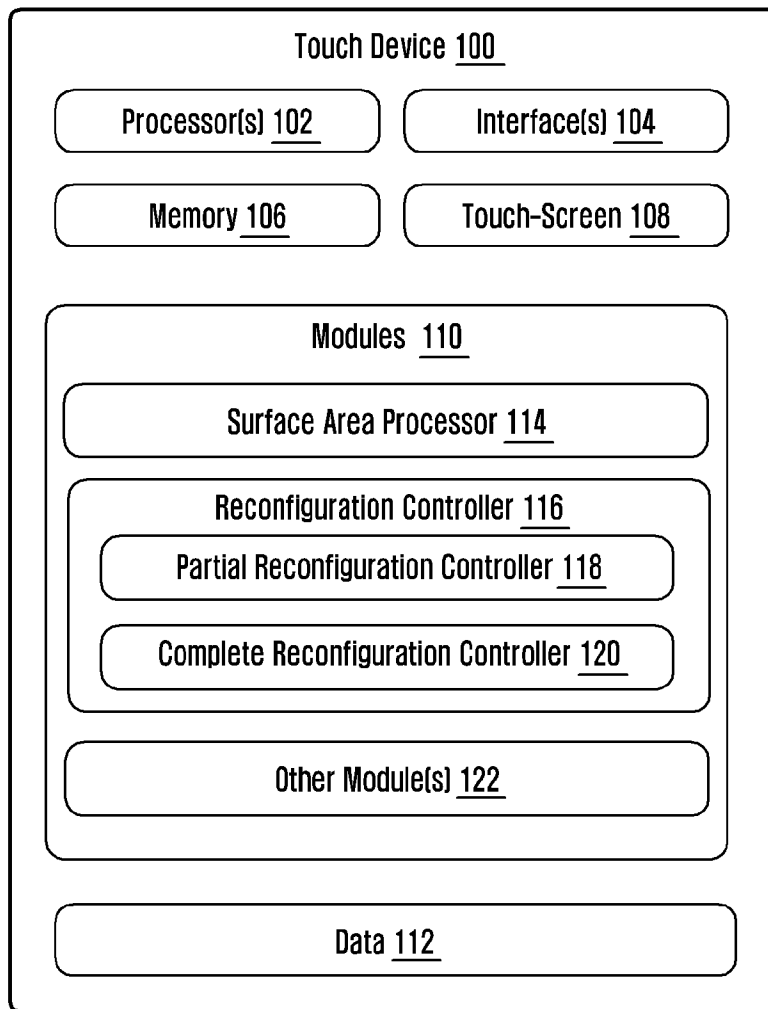 Touch Device 100
Processor(s) 102
Interface(s) 104
Memory 106
Touch-Screen 108
Modules 110
Surface Area Processor 114
Reconfiguration Controller 116
Partial Reconfiguration Controller 118
Complete Reconfiguration Controller 120
Other Module(s) 122
Data 112